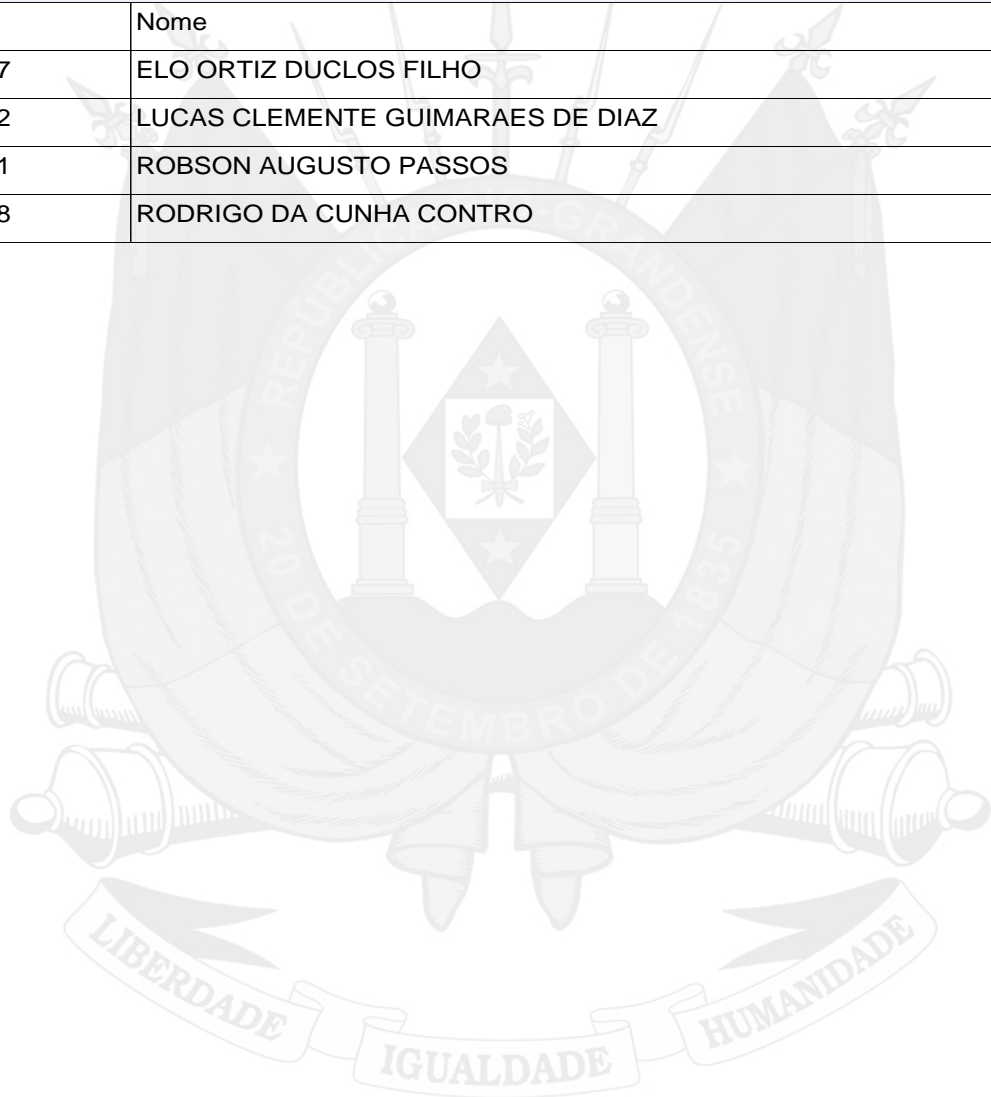 Nome
7 ELO ORTIZ DUCLOS FILHO
2 LUCAS CLEMENTE GUIMARAES DE DIAZ
1 ROBSON AUGUSTO PASSOS
8 RODRIGO DA CUNHA CONTRO
REPÚBLICA RIO-GRANDENSE
20 DE SETEMBRO DE 1835
LIBERDADE IGUALDADE HUMANIDADE